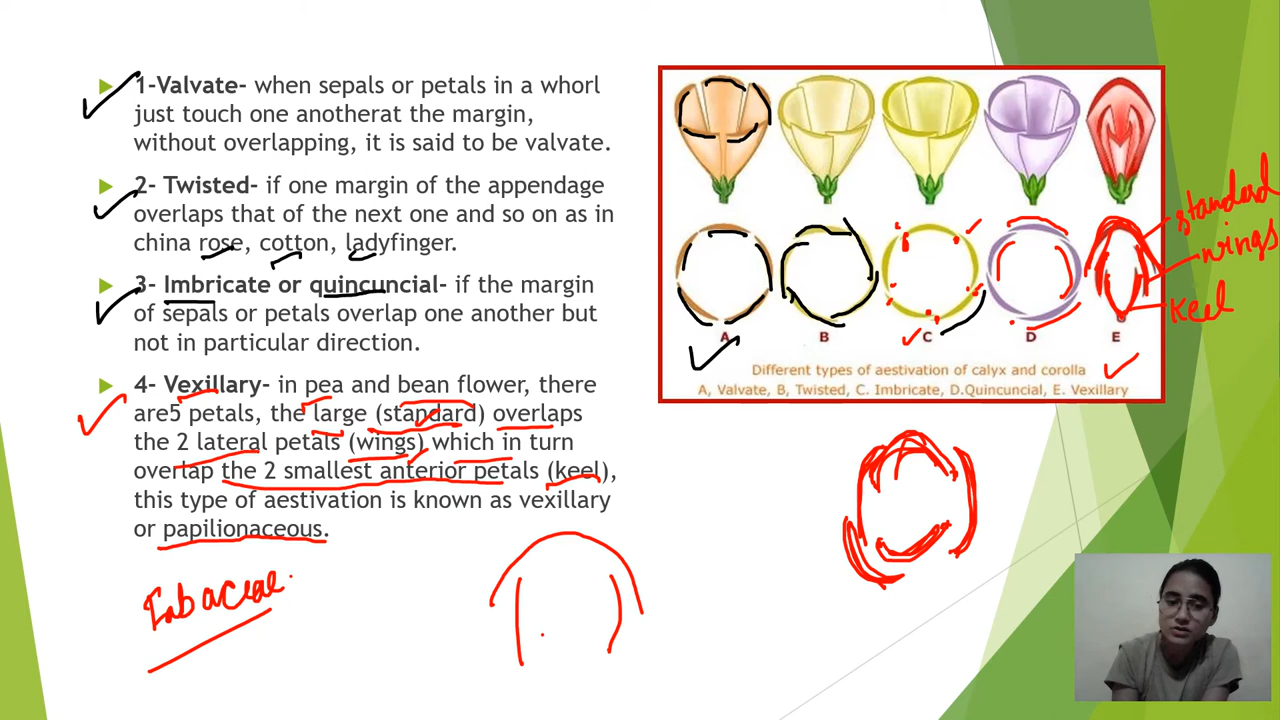 1-Valvate- when sepals or petals in a whorl
just touch one anotherat the margin,
without overlapping, it is said to be valvate.
2- Twisted- if one margin of the appendage
overlaps that of the next one and so on as in
china rose, cotton, ladyfinger.
3- Imbricate or quincuncial- if the margin
of sepals or petals overlap one another but
not in particular direction.
4- Vexillary- in pea and bean flower, there
are5 petals, the large (standard) overlaps
the 2 lateral petals (wings) which in turn
overlap the 2 smallest anterior petals (keel),
this type of aestivation is known as vexillary
or papilionaceous.
Fabaceae
standard
wings
Keel
A B C D E
Different types of aestivation of calyx and corolla
A, Valvate, B, Twisted, C. Imbricate, D.Quincuncial, E. Vexillary